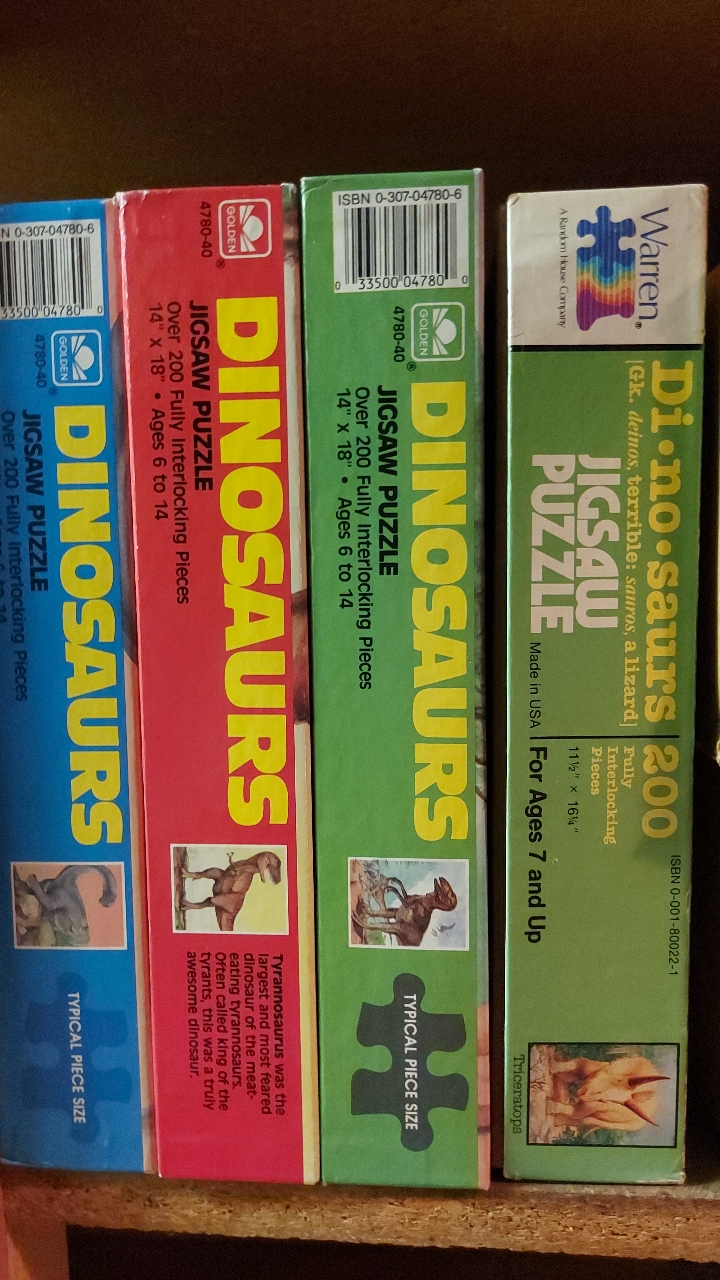 N 0-307-04780-6
33500 04780 0
GOLDEN
4780-40
DINOSAURS
JIGSAW PUZZLE
Over 200 Fully Interlocking Pieces
TYPICAL PIECE SIZE
GOLDEN
4780-40
DINOSAURS
JIGSAW PUZZLE
Over 200 Fully Interlocking Pieces
14" X 18" • Ages 6 to 14
Tyrannosaurus was the
largest and most feared
dinosaur of the meat-
eating tyrannosaurs.
Often called king of the
tyrants, this was a truly
awesome dinosaur.
ISBN 0-307-04780-6
0 33500 04780 0
GOLDEN
4780-40
DINOSAURS
JIGSAW PUZZLE
Over 200 Fully Interlocking Pieces
14" X 18" • Ages 6 to 14
TYPICAL PIECE SIZE
Warren®
A Random House Company
Di•no•saurs
[Gk. deinos, terrible: sauros, a lizard]
JIGSAW
PUZZLE
Made in USA
200
Fully
Interlocking
Pieces
11½" × 16¼"
For Ages 7 and Up
ISBN 0-001-80022-1
Triceratops